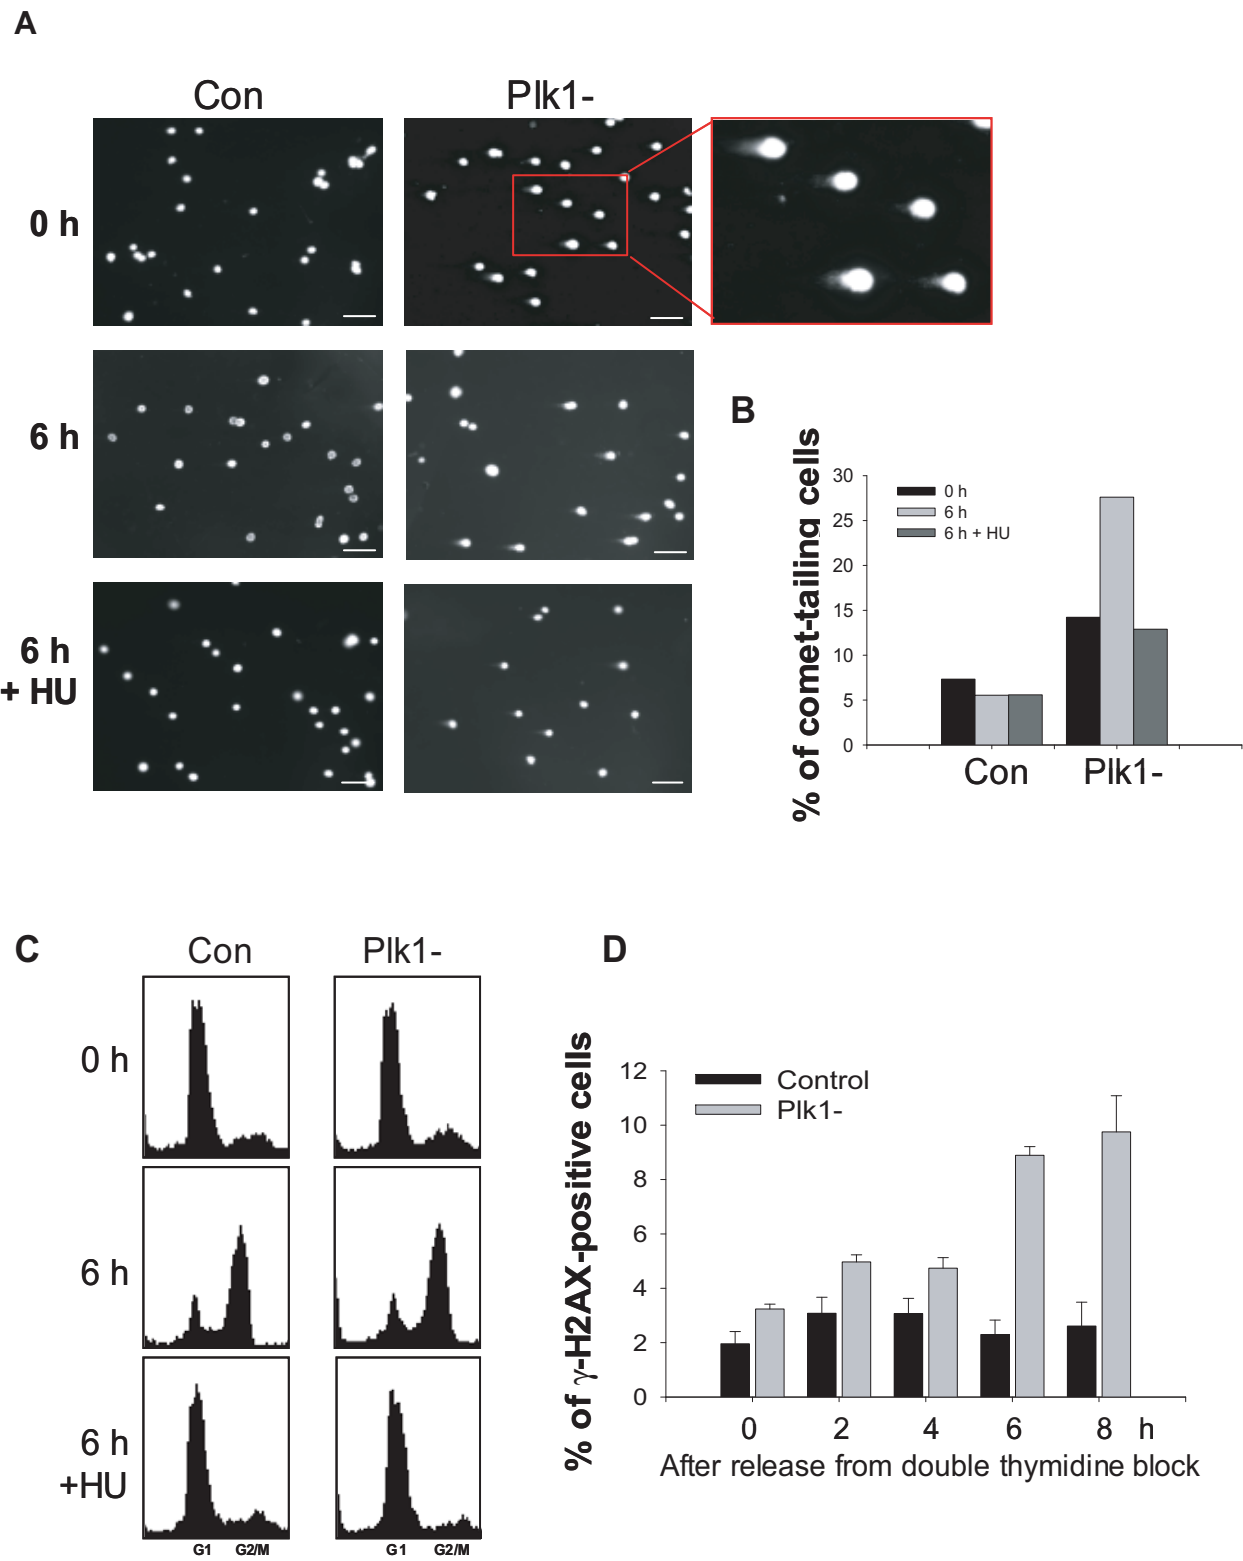 A
Con
Plk1-
0 h
6 h
6 h
+ HU
B
% of comet-tailing cells
30
25
20
15
10
5
0
0 h
6 h
6 h + HU
Con
Plk1-
C
Con
Plk1-
0 h
6 h
6 h
+HU
G1
G2/M
G1
G2/M
D
% of γ-H2AX-positive cells
12
10
8
6
4
2
0
Control
Plk1-
0 2 4 6 8 h
After release from double thymidine block